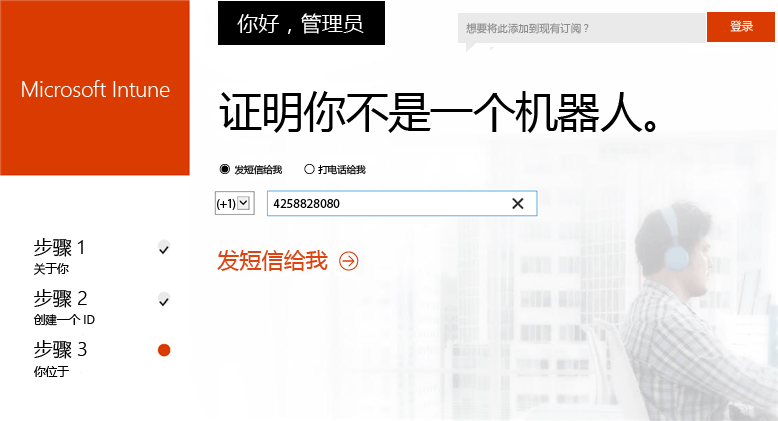 你好，管理员
想要将此添加到现有订阅？
登录
Microsoft Intune
证明你不是一个机器人。
发短信给我 打电话给我
(+1) 4258828080
发短信给我
步骤 1
关于你
步骤 2
创建一个 ID
步骤 3
你位于